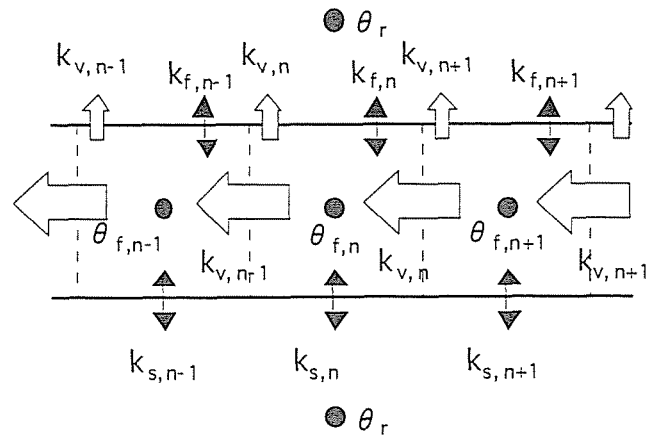 θr
kv,n-1 kf,n-1 kv,n kf,n kv,n+1 kf,n+1
θf,n-1 θf,n θf,n+1
kv,n-1 kv,n kv,n+1
ks,n-1 ks,n ks,n+1
θr